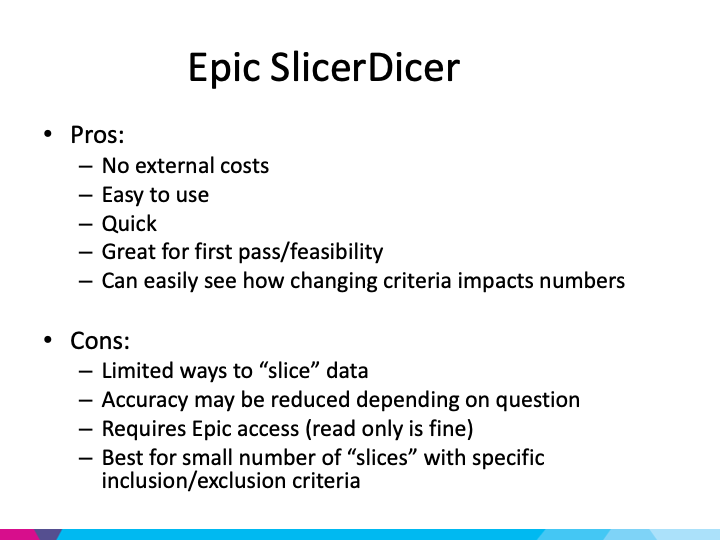 Epic SlicerDicer
• Pros:
– No external costs
– Easy to use
– Quick
– Great for first pass/feasibility
– Can easily see how changing criteria impacts numbers
• Cons:
– Limited ways to “slice” data
– Accuracy may be reduced depending on question
– Requires Epic access (read only is fine)
– Best for small number of “slices” with specific
inclusion/exclusion criteria